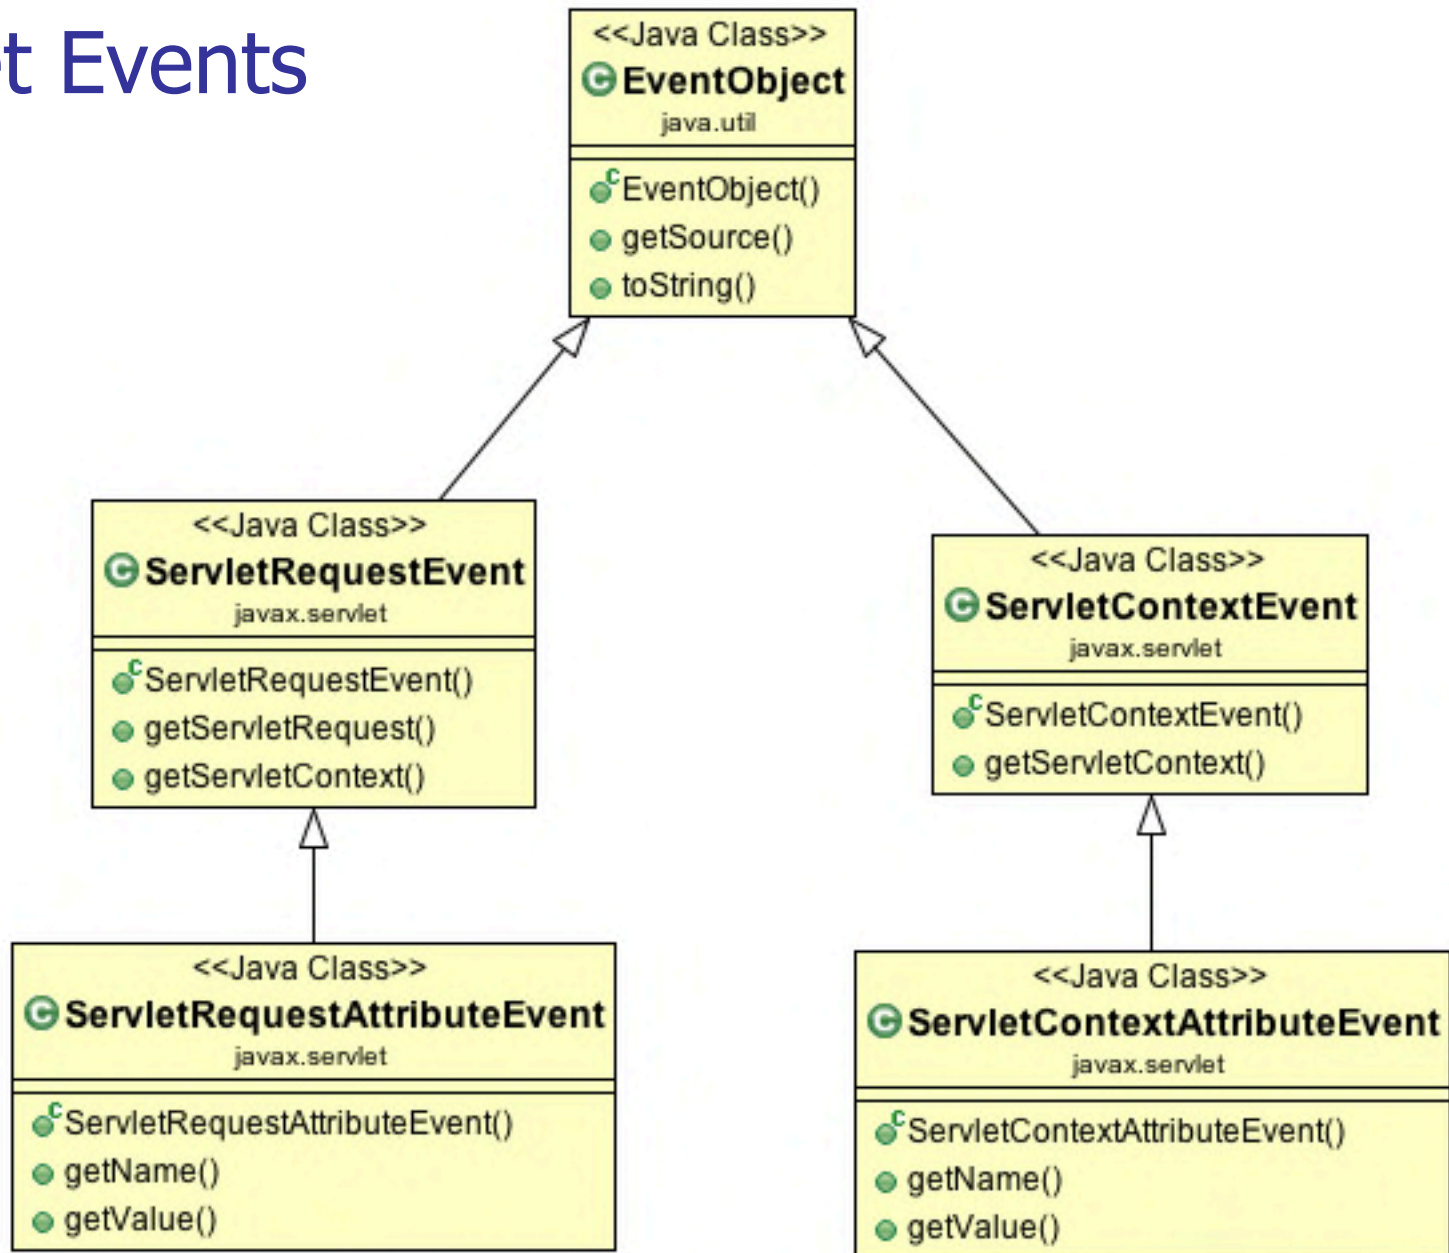 t Events
<<Java Class>>
EventObject
java.util
EventObject()
getSource()
toString()
<<Java Class>>
ServletRequestEvent
javax.servlet
ServletRequestEvent()
getServletRequest()
getServletContext()
<<Java Class>>
ServletContextEvent
javax.servlet
ServletContextEvent()
getServletContext()
<<Java Class>>
ServletRequestAttributeEvent
javax.servlet
ServletRequestAttributeEvent()
getName()
getValue()
<<Java Class>>
ServletContextAttributeEvent
javax.servlet
ServletContextAttributeEvent()
getName()
getValue()